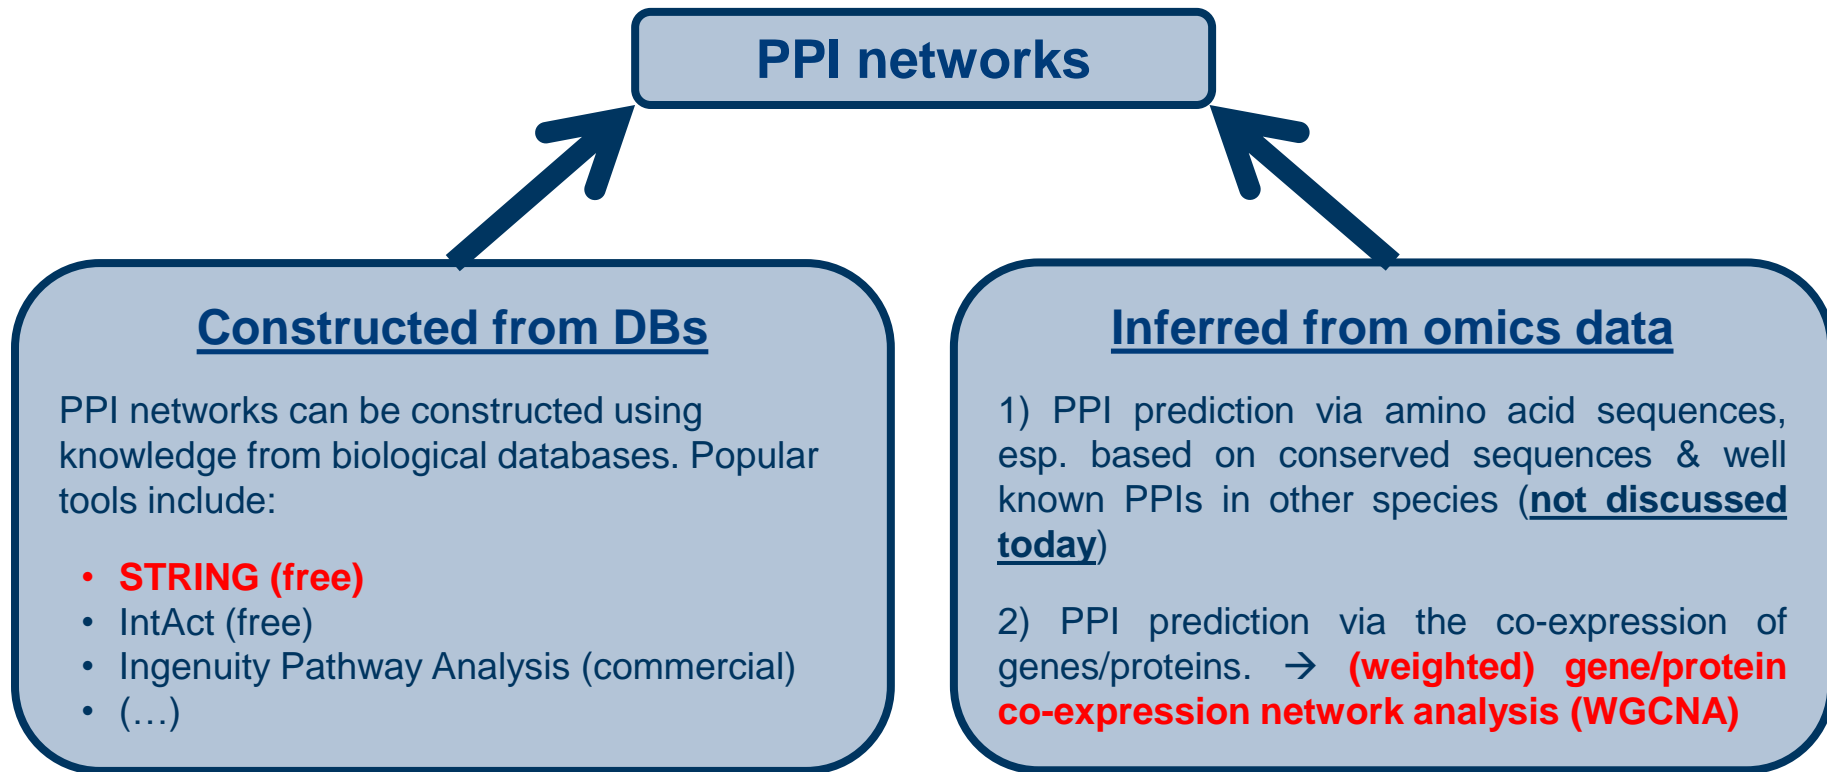 PPI networks
Constructed from DBs
PPI networks can be constructed using
knowledge from biological databases. Popular
tools include:
• STRING (free)
• IntAct (free)
• Ingenuity Pathway Analysis (commercial)
• (…)
Inferred from omics data
1) PPI prediction via amino acid sequences,
esp. based on conserved sequences & well
known PPIs in other species (not discussed
today)
2) PPI prediction via the co-expression of
genes/proteins. → (weighted) gene/protein
co-expression network analysis (WGCNA)